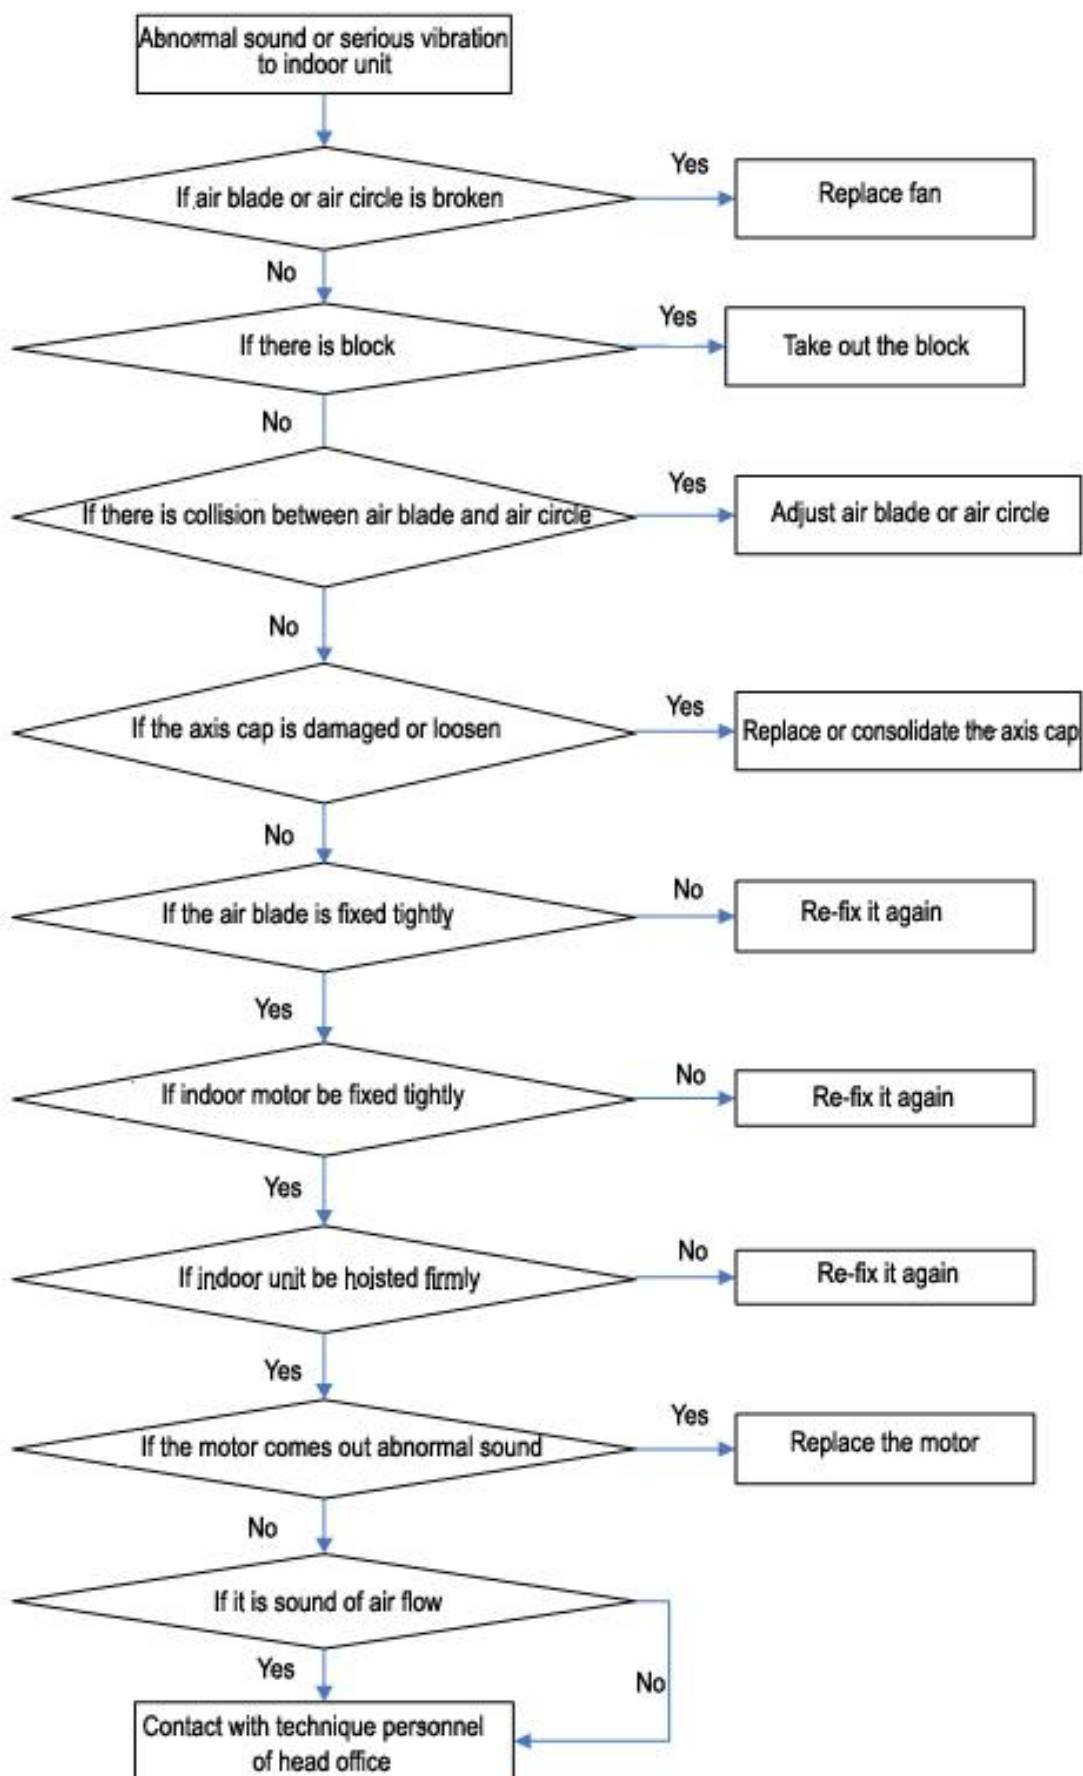 Abnormal sound or serious vibration
to indoor unit
If air blade or air circle is broken
Yes
Replace fan
No
If there is block
Yes
Take out the block
No
If there is collision between air blade and air circle
Yes
Adjust air blade or air circle
No
If the axis cap is damaged or loosen
Yes
Replace or consolidate the axis cap
No
If the air blade is fixed tightly
No
Re-fix it again
Yes
If indoor motor be fixed tightly
No
Re-fix it again
Yes
If indoor unit be hoisted firmly
No
Re-fix it again
Yes
If the motor comes out abnormal sound
Yes
Replace the motor
No
If it is sound of air flow
Yes
No
Contact with technique personnel
of head office